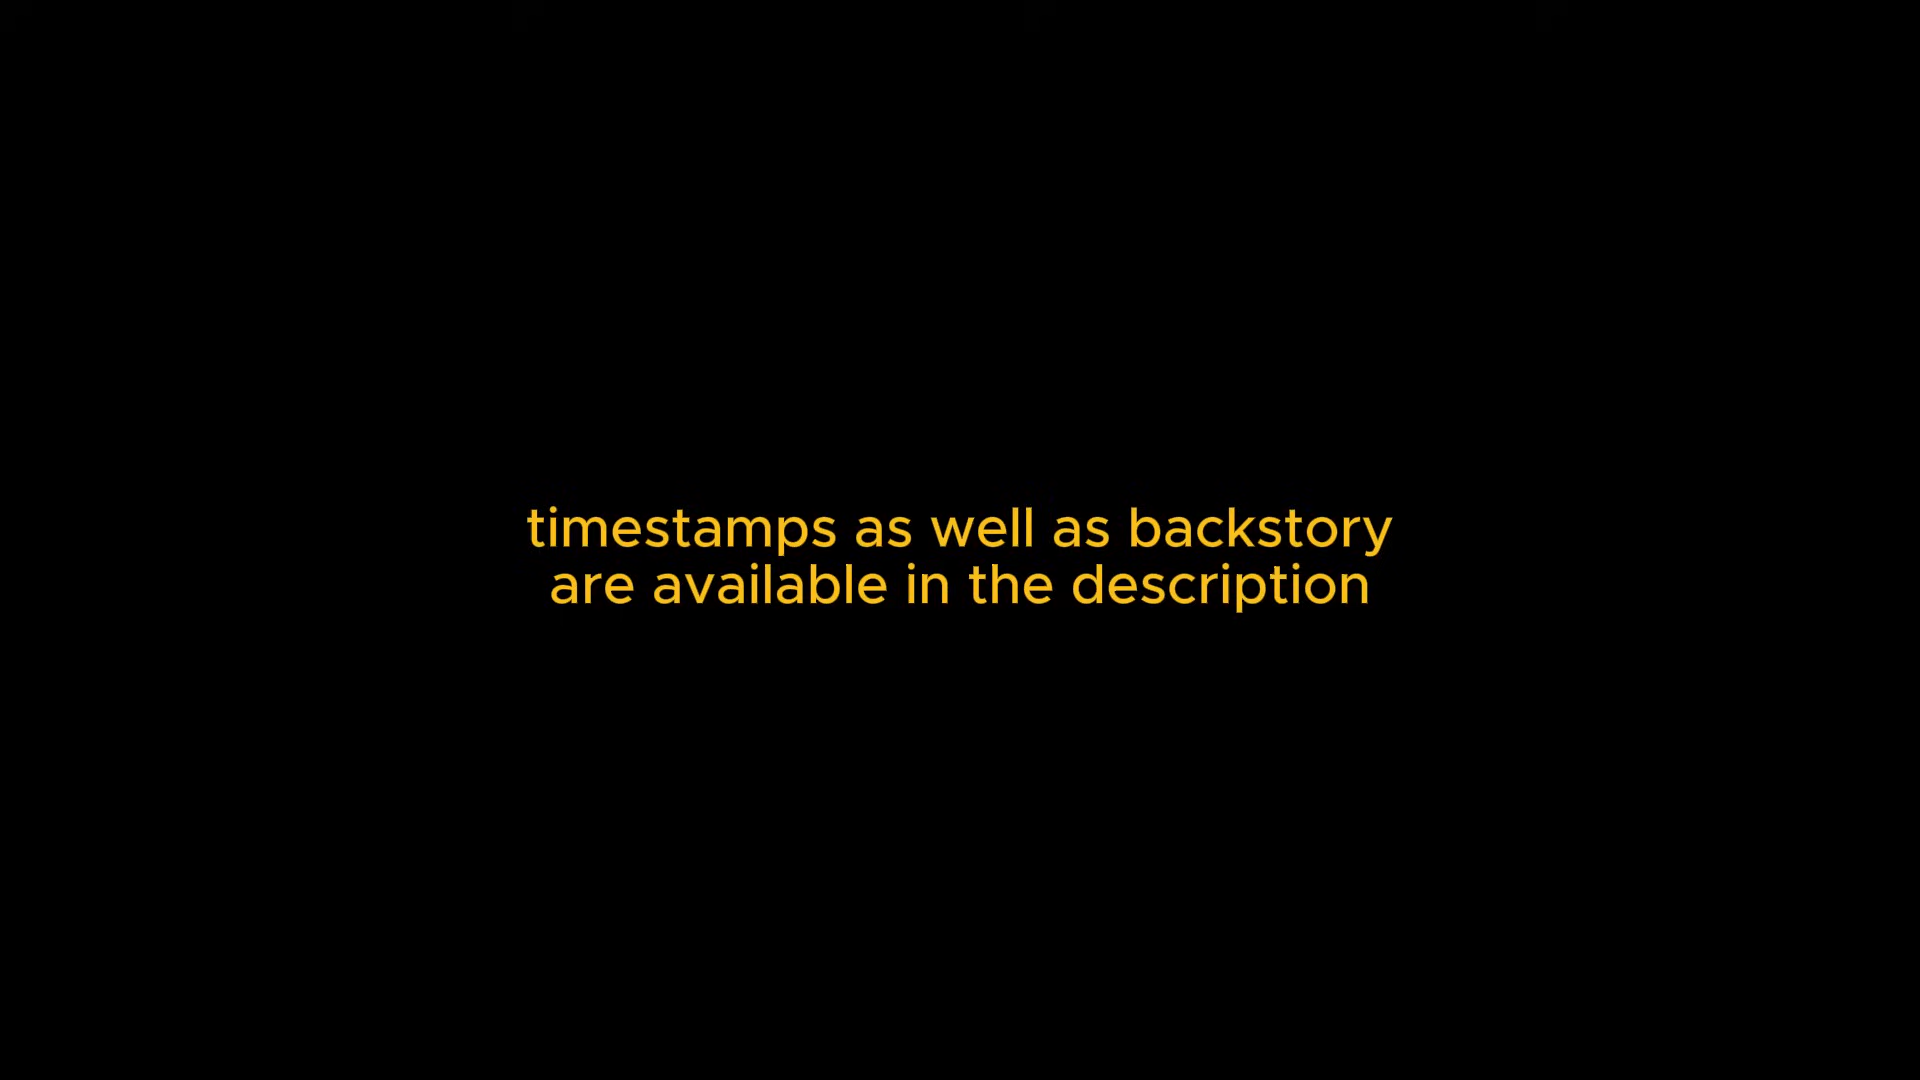 timestamps as well as backstory
are available in the description